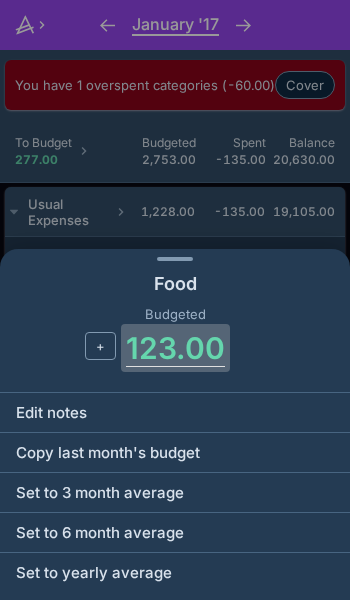 January '17
You have 1 overspent categories (-60.00) Cover
To Budget Budgeted Spent Balance
277.00 2,753.00 -135.00 20,630.00
Usual
Expenses 1,228.00 -135.00 19,105.00
Food
Budgeted
+ 123.00
Edit notes
Copy last month's budget
Set to 3 month average
Set to 6 month average
Set to yearly average